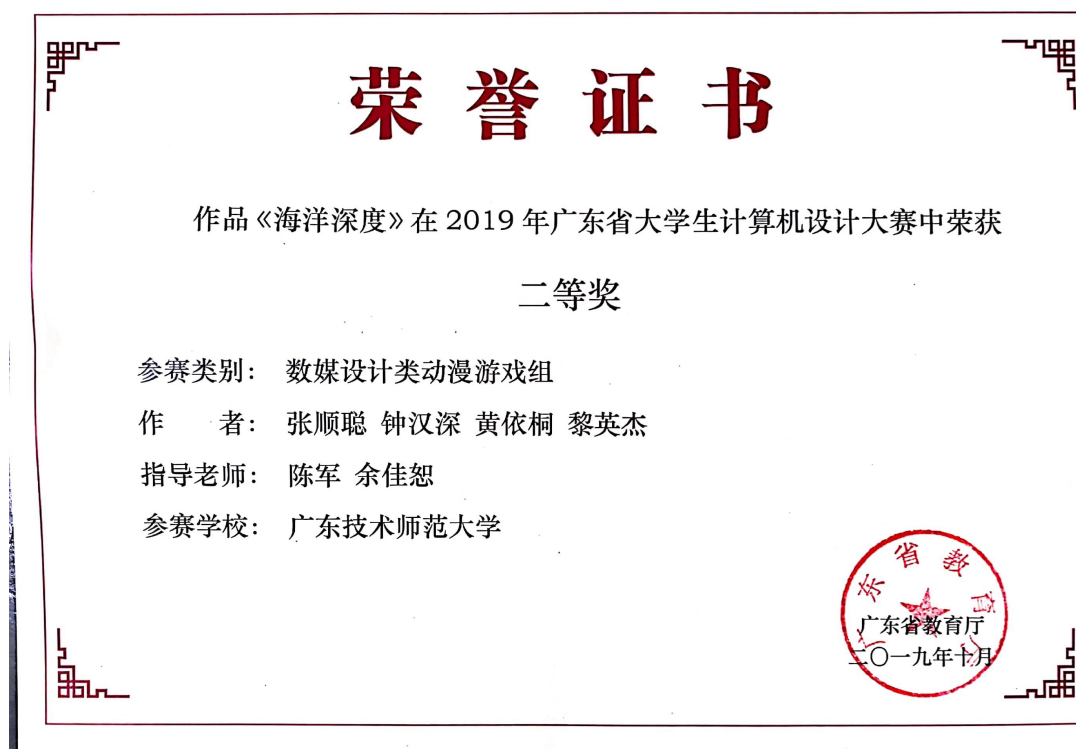 荣誉证书
作品《海洋深度》在 2019 年广东省大学生计算机设计大赛中荣获
二等奖
参赛类别： 数媒设计类动漫游戏组
作 者： 张顺聪 钟汉深 黄依桐 黎英杰
指导老师： 陈军 余佳恕
参赛学校： 广东技术师范大学
广东省教育厅
广东省教育厅
二〇一九年十月